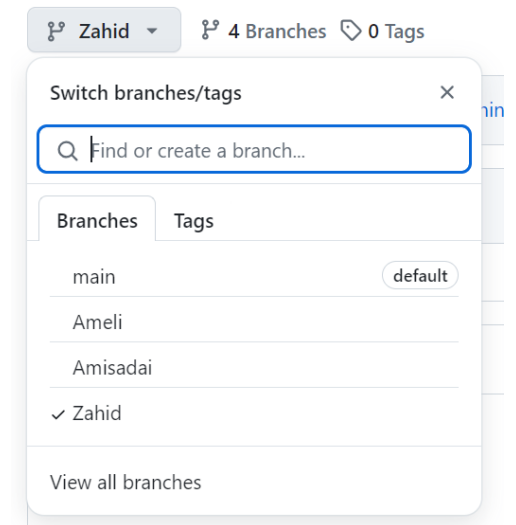 Zahid 4 Branches 0 Tags
Switch branches/tags
Find or create a branch...
Branches Tags
main default
Ameli
Amisadai
Zahid
View all branches